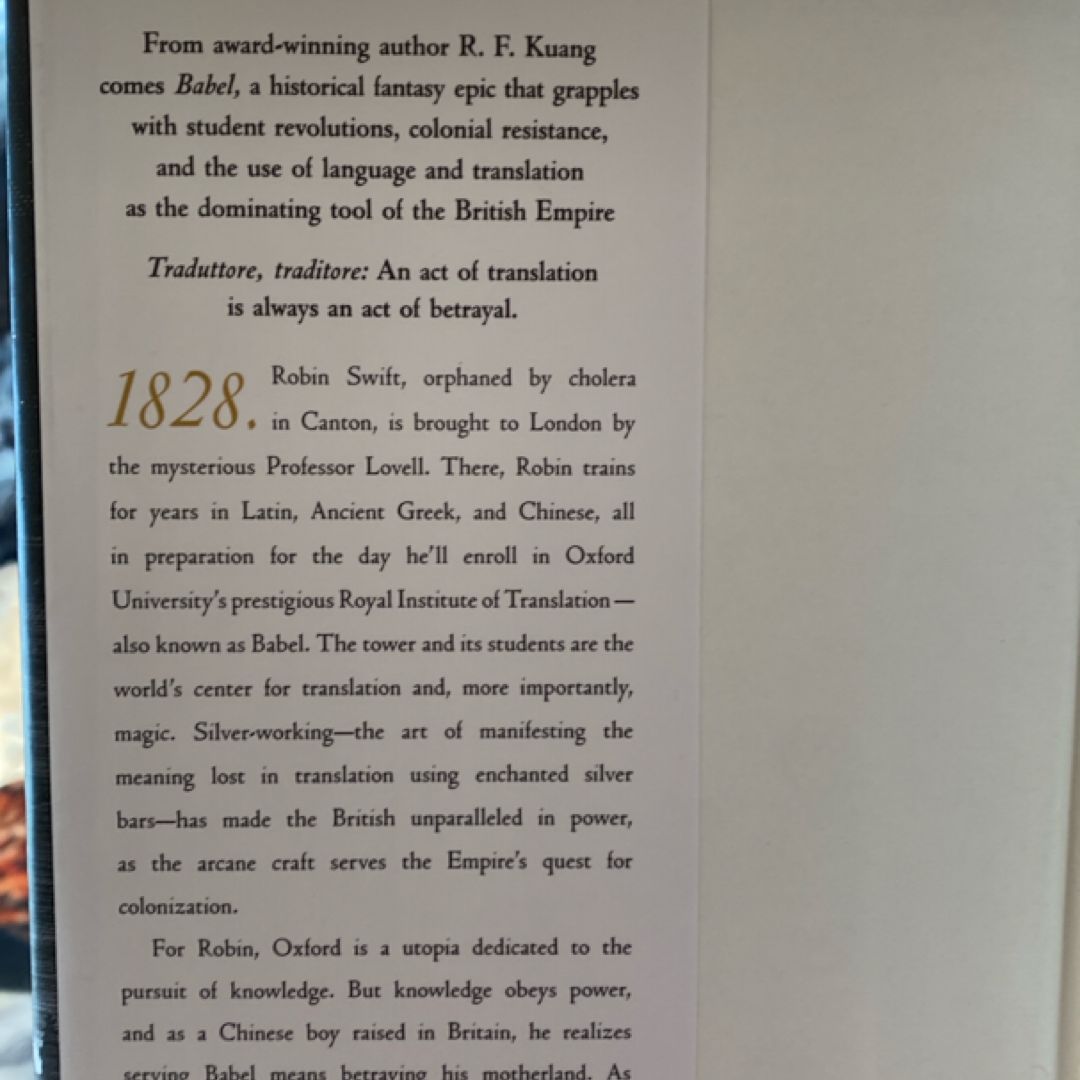 From award-winning author R. F. Kuang
comes Babel, a historical fantasy epic that grapples
with student revolutions, colonial resistance,
and the use of language and translation
as the dominating tool of the British Empire
Traduttore, traditore: An act of translation
is always an act of betrayal.
1828. Robin Swift, orphaned by cholera
in Canton, is brought to London by
the mysterious Professor Lovell. There, Robin trains
for years in Latin, Ancient Greek, and Chinese, all
in preparation for the day he'll enroll in Oxford
University's prestigious Royal Institute of Translation—
also known as Babel. The tower and its students are the
world's center for translation and, more importantly,
magic. Silver-working—the art of manifesting the
meaning lost in translation using enchanted silver
bars—has made the British unparalleled in power,
as the arcane craft serves the Empire's quest for
colonization.
For Robin, Oxford is a utopia dedicated to the
pursuit of knowledge. But knowledge obeys power,
and as a Chinese boy raised in Britain, he realizes
serving Babel means betraying his motherland. As